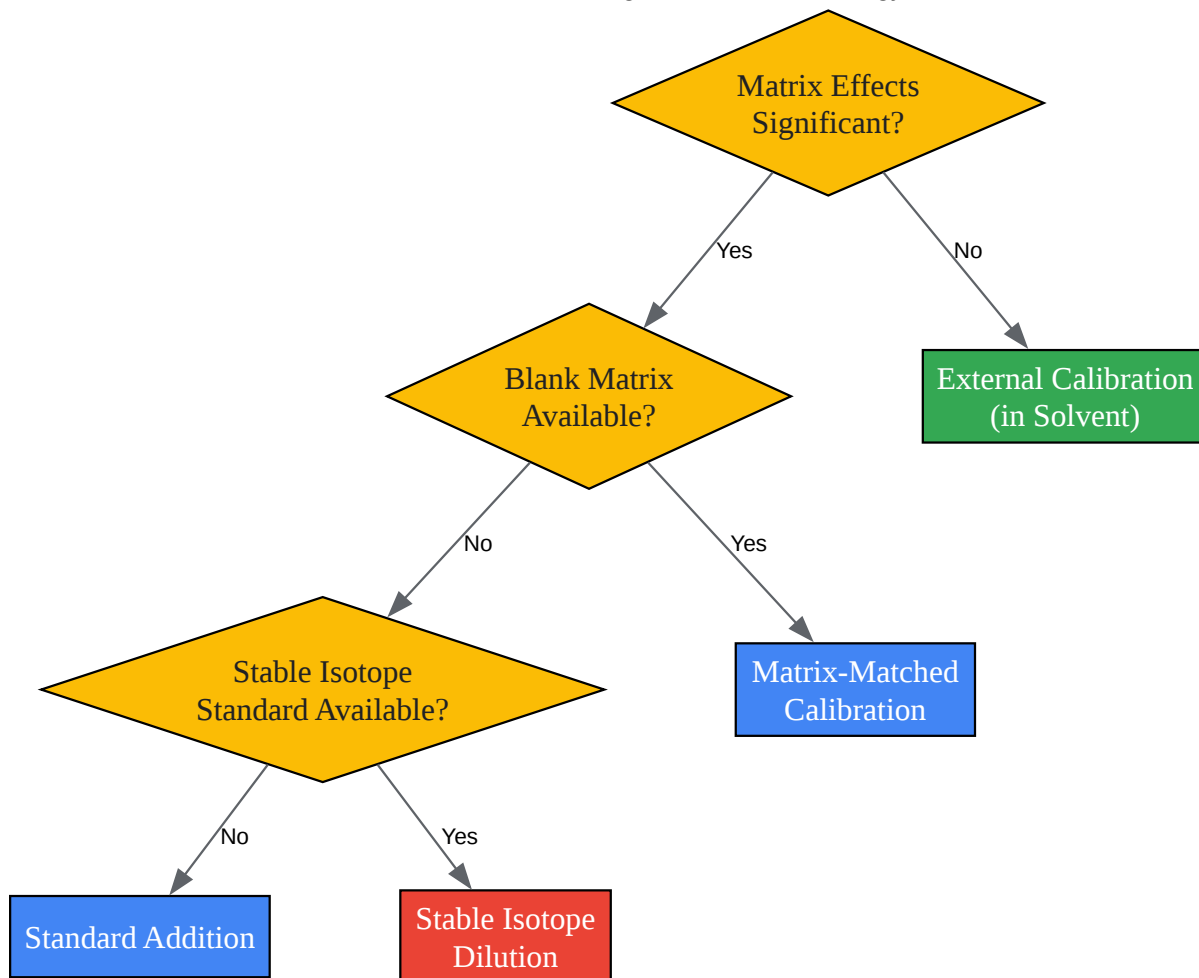 Matrix Effects
Significant?
Yes
No
Blank Matrix
Available?
External Calibration
(in Solvent)
No
Yes
Stable Isotope
Standard Available?
Matrix-Matched
Calibration
No
Yes
Standard Addition
Stable Isotope
Dilution